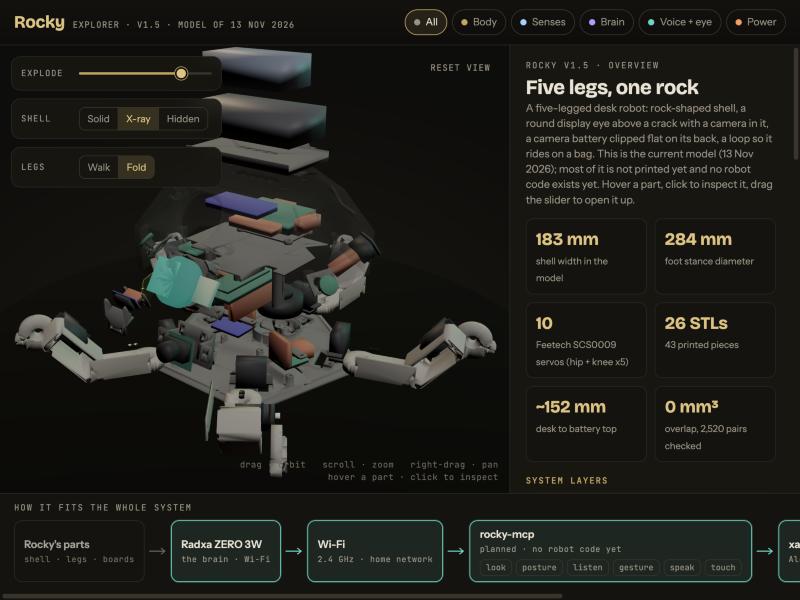 Rocky EXPLORER · V1.5 · MODEL OF 13 NOV 2026
All Body Senses Brain Voice + eye Power
EXPLODE
SHELL Solid X-ray Hidden
LEGS Walk Fold
RESET VIEW
drag · orbit scroll · zoom right-drag · pan
hover a part · click to inspect
ROCKY V1.5 · OVERVIEW
Five legs, one rock
A five-legged desk robot: rock-shaped shell, a
round display eye above a crack with a camera in it,
a camera battery clipped flat on its back, a loop so it
rides on a bag. This is the current model (13 Nov
2026); most of it is not printed yet and no robot
code exists yet. Hover a part, click to inspect it, drag
the slider to open it up.
183 mm
shell width in the
model
284 mm
foot stance diameter
10
Feetech SCS0009
servos (hip + knee x5)
26 STLs
43 printed pieces
~152 mm
desk to battery top
0 mm³
overlap, 2,520 pairs
checked
SYSTEM LAYERS
HOW IT FITS THE WHOLE SYSTEM
Rocky's parts
shell · legs · boards
Radxa ZERO 3W
the brain · Wi-Fi
Wi-Fi
2.4 GHz · home network
rocky-mcp
planned · no robot code yet
look posture listen gesture speak touch